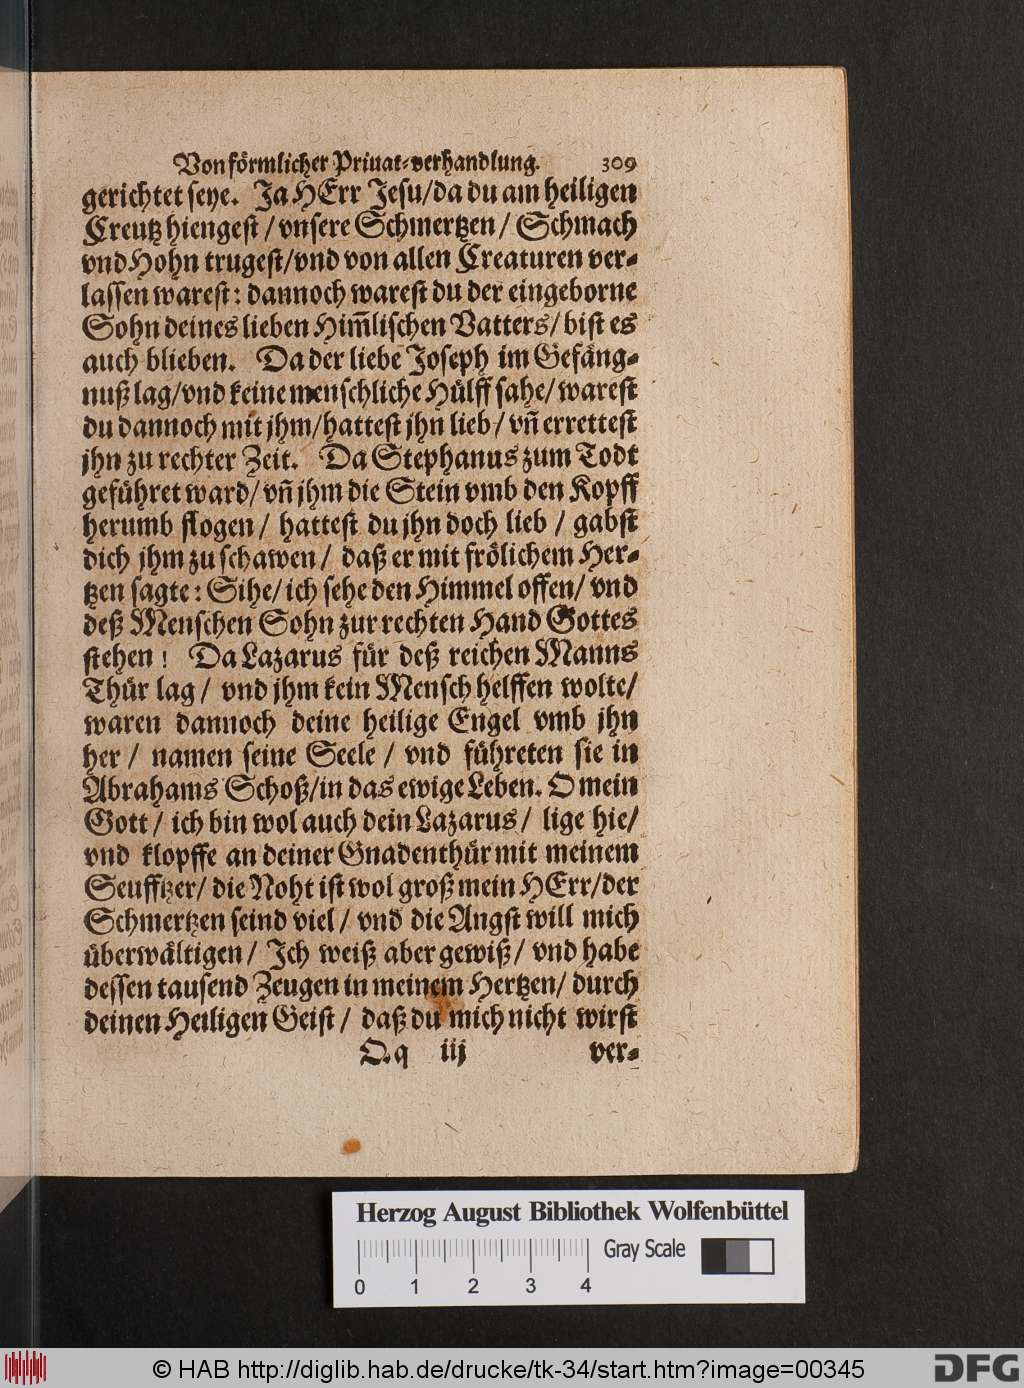 Von förmlicher Priuat-verhandlung. 309
gerichtet seye. Ja HErr Jesu/da du am heiligen
Creutz hiengest / vnsere Schmertzen / Schmach
vnd Hohn trugest/vnd von allen Creaturen ver-
lassen warest: dannoch warest du der eingeborne
Sohn deines lieben Him̃lischen Vatters/ bist es
auch blieben. Da der liebe Joseph im Gefäng-
nuß lag/vnd keine menschliche Hülff sahe/ warest
du dannoch mit jhm/hattest jhn lieb / vñ errettest
jhn zu rechter Zeit. Da Stephanus zum Todt
geführet ward/ vñ jhm die Stein vmb den Kopff
herumb flogen / hattest du jhn doch lieb / gabst
dich jhm zu schawen / daß er mit frölichem Her-
tzen sagte: Sihe/ ich sehe den Himmel offen/ vnd
deß Menschen Sohn zur rechten Hand Gottes
stehen! Da Lazarus für deß reichen Manns
Thür lag / vnd jhm kein Mensch helffen wolte/
waren dannoch deine heilige Engel vmb jhn
her / namen seine Seele / vnd führeten sie in
Abrahams Schoß/in das ewige Leben. O mein
Gott / ich bin wol auch dein Lazarus / lige hie/
vnd klopffe an deiner Gnadenthür mit meinem
Seufftzer/ die Noht ist wol groß mein HErr/der
Schmertzen seind viel / vnd die Angst will mich
überwältigen / Ich weiß aber gewiß / vnd habe
dessen tausend Zeugen in meinem Hertzen/ durch
deinen Heiligen Geist / daß du mich nicht wirst
Q.q iij ver-
Herzog August Bibliothek Wolfenbüttel
Gray Scale
0 1 2 3 4
© HAB http://diglib.hab.de/drucke/tk-34/start.htm?image=00345
DFG